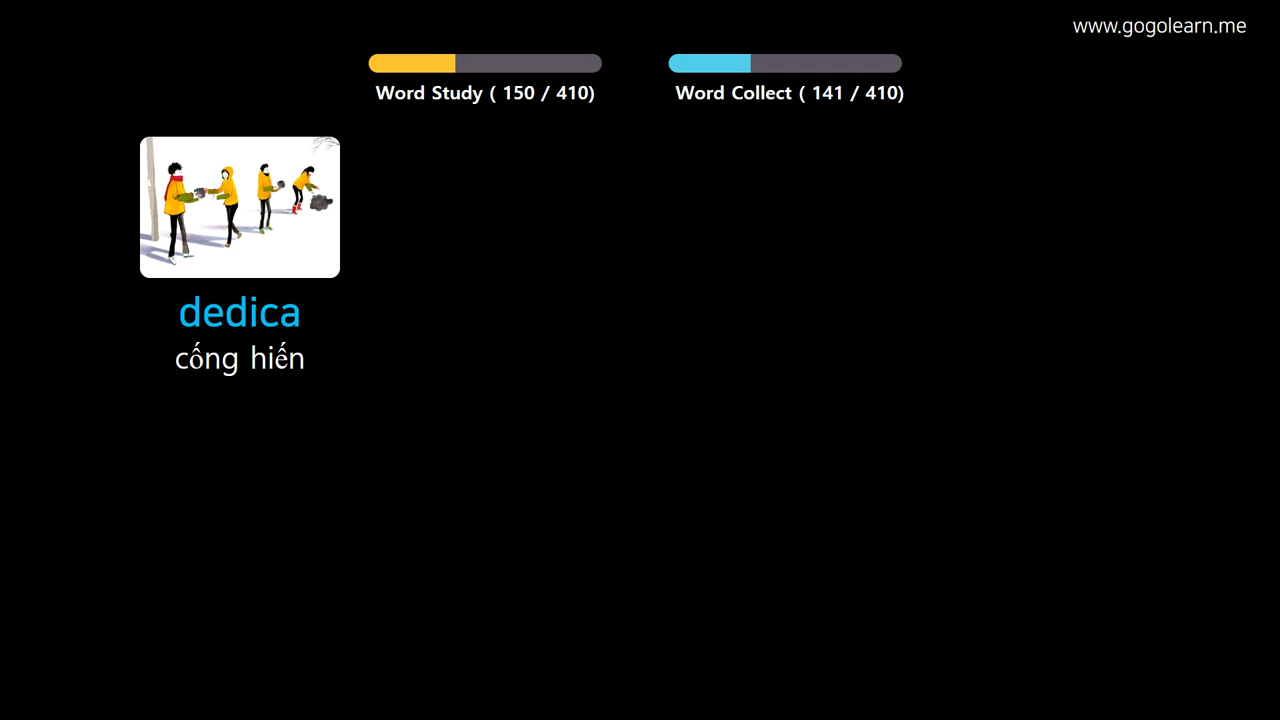 www.gogolearn.me
Word Study ( 150 / 410)
Word Collect ( 141 / 410)
dedica
cống hiến